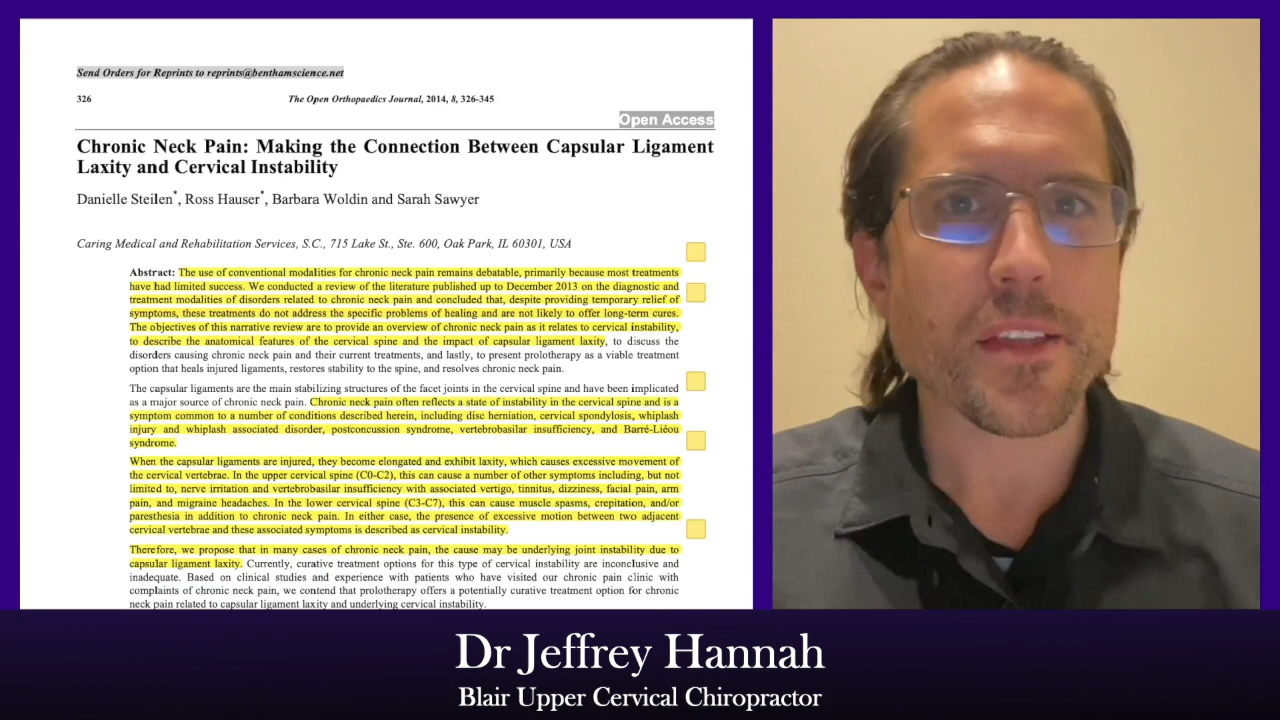 Send Orders for Reprints to reprints@benthamscience.net
326
The Open Orthopaedics Journal, 2014, 8, 326-345
Open Access
Chronic Neck Pain: Making the Connection Between Capsular Ligament
Laxity and Cervical Instability
Danielle Steilen*, Ross Hauser*, Barbara Woldin and Sarah Sawyer
Caring Medical and Rehabilitation Services, S.C., 715 Lake St., Ste. 600, Oak Park, IL 60301, USA
Abstract: The use of conventional modalities for chronic neck pain remains debatable, primarily because most treatments
have had limited success. We conducted a review of the literature published up to December 2013 on the diagnostic and
treatment modalities of disorders related to chronic neck pain and concluded that, despite providing temporary relief of
symptoms, these treatments do not address the specific problems of healing and are not likely to offer long-term cures.
The objectives of this narrative review are to provide an overview of chronic neck pain as it relates to cervical instability,
to describe the anatomical features of the cervical spine and the impact of capsular ligament laxity, to discuss the
disorders causing chronic neck pain and their current treatments, and lastly, to present prolotherapy as a viable treatment
option that heals injured ligaments, restores stability to the spine, and resolves chronic neck pain.
The capsular ligaments are the main stabilizing structures of the facet joints in the cervical spine and have been implicated
as a major source of chronic neck pain. Chronic neck pain often reflects a state of instability in the cervical spine and is a
symptom common to a number of conditions described herein, including disc herniation, cervical spondylosis, whiplash
injury and whiplash associated disorder, postconcussion syndrome, vertebrobasilar insufficiency, and Barré-Liéou
syndrome.
When the capsular ligaments are injured, they become elongated and exhibit laxity, which causes excessive movement of
the cervical vertebrae. In the upper cervical spine (C0-C2), this can cause a number of other symptoms including, but not
limited to, nerve irritation and vertebrobasilar insufficiency with associated vertigo, tinnitus, dizziness, facial pain, arm
pain, and migraine headaches. In the lower cervical spine (C3-C7), this can cause muscle spasms, crepitation, and/or
paresthesia in addition to chronic neck pain. In either case, the presence of excessive motion between two adjacent
cervical vertebrae and these associated symptoms is described as cervical instability.
Therefore, we propose that in many cases of chronic neck pain, the cause may be underlying joint instability due to
capsular ligament laxity. Currently, curative treatment options for this type of cervical instability are inconclusive and
inadequate. Based on clinical studies and experience with patients who have visited our chronic pain clinic with
complaints of chronic neck pain, we contend that prolotherapy offers a potentially curative treatment option for chronic
neck pain related to capsular ligament laxity and underlying cervical instability.
Dr Jeffrey Hannah
Blair Upper Cervical Chiropractor